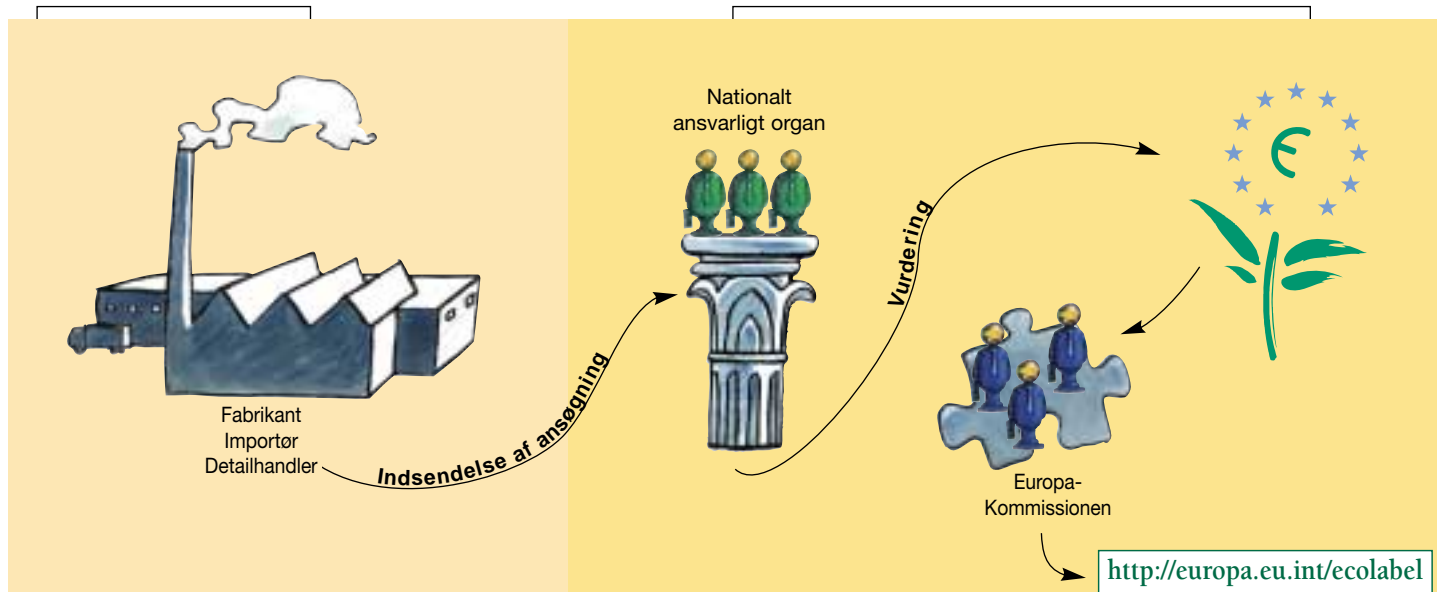 Fabrikant
Importør
Detailhandler
Indsendelse af ansøgning
Nationalt
ansvarligt organ
Vurdering
Europa-
Kommissionen
http://europa.eu.int/ecolabel